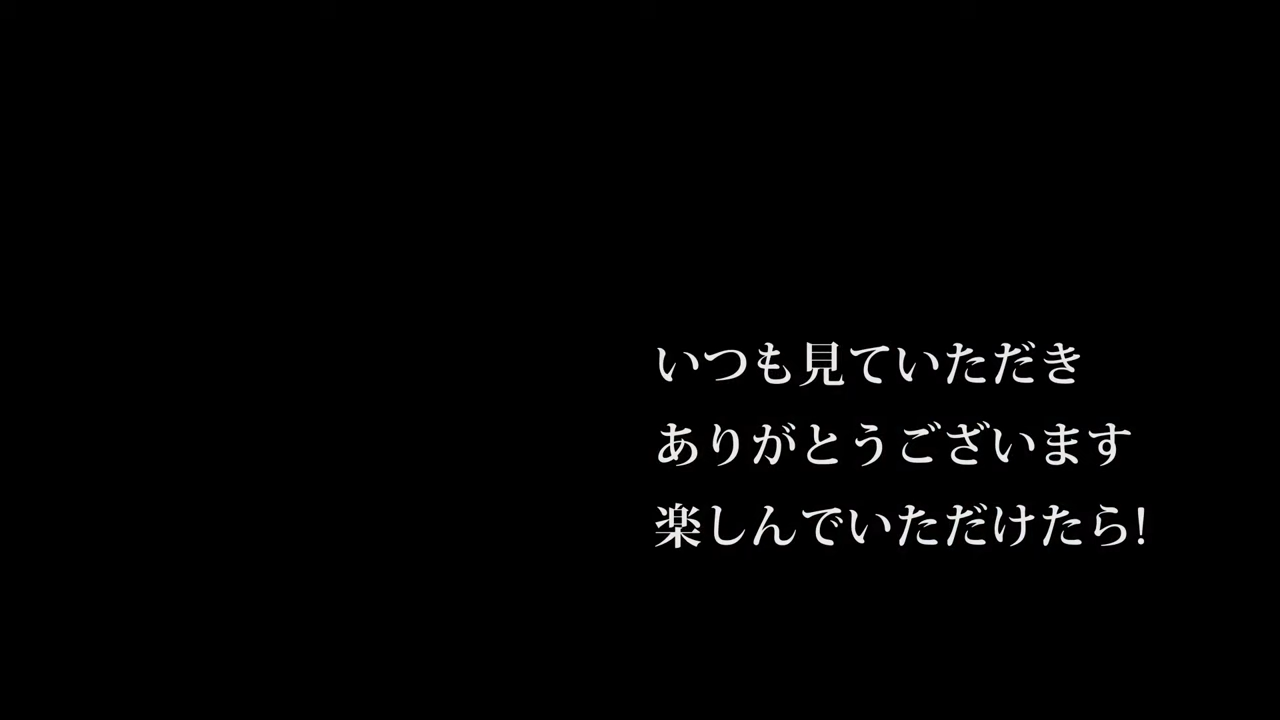 いつも見ていただき
ありがとうございます
楽しんでいただけたら!